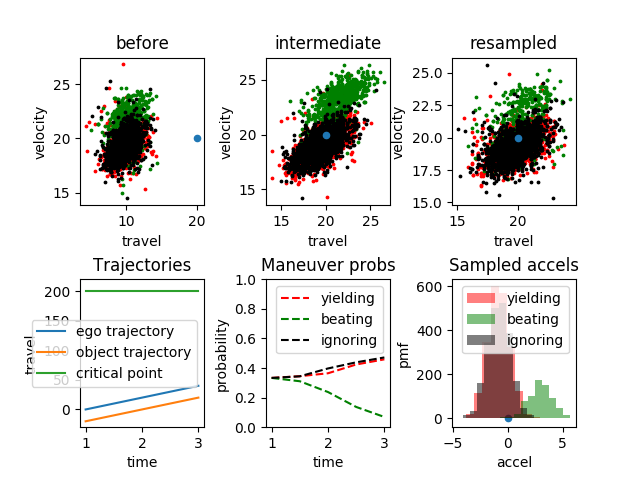 before
intermediate
resampled
velocity
25
20
15
10
20
travel
velocity
25
20
15
15
20
25
travel
velocity
25.0
22.5
20.0
17.5
15.0
15
20
travel
Trajectories
Maneuver probs
Sampled accels
travel
200
150
50
0
ego trajectory
object trajectory
critical point
1
2
3
time
probability
1.0
0.8
0.6
0.4
0.2
0.0
yielding
beating
ignoring
1
2
3
time
pmf
600
400
200
0
yielding
beating
ignoring
−5
0
5
accel